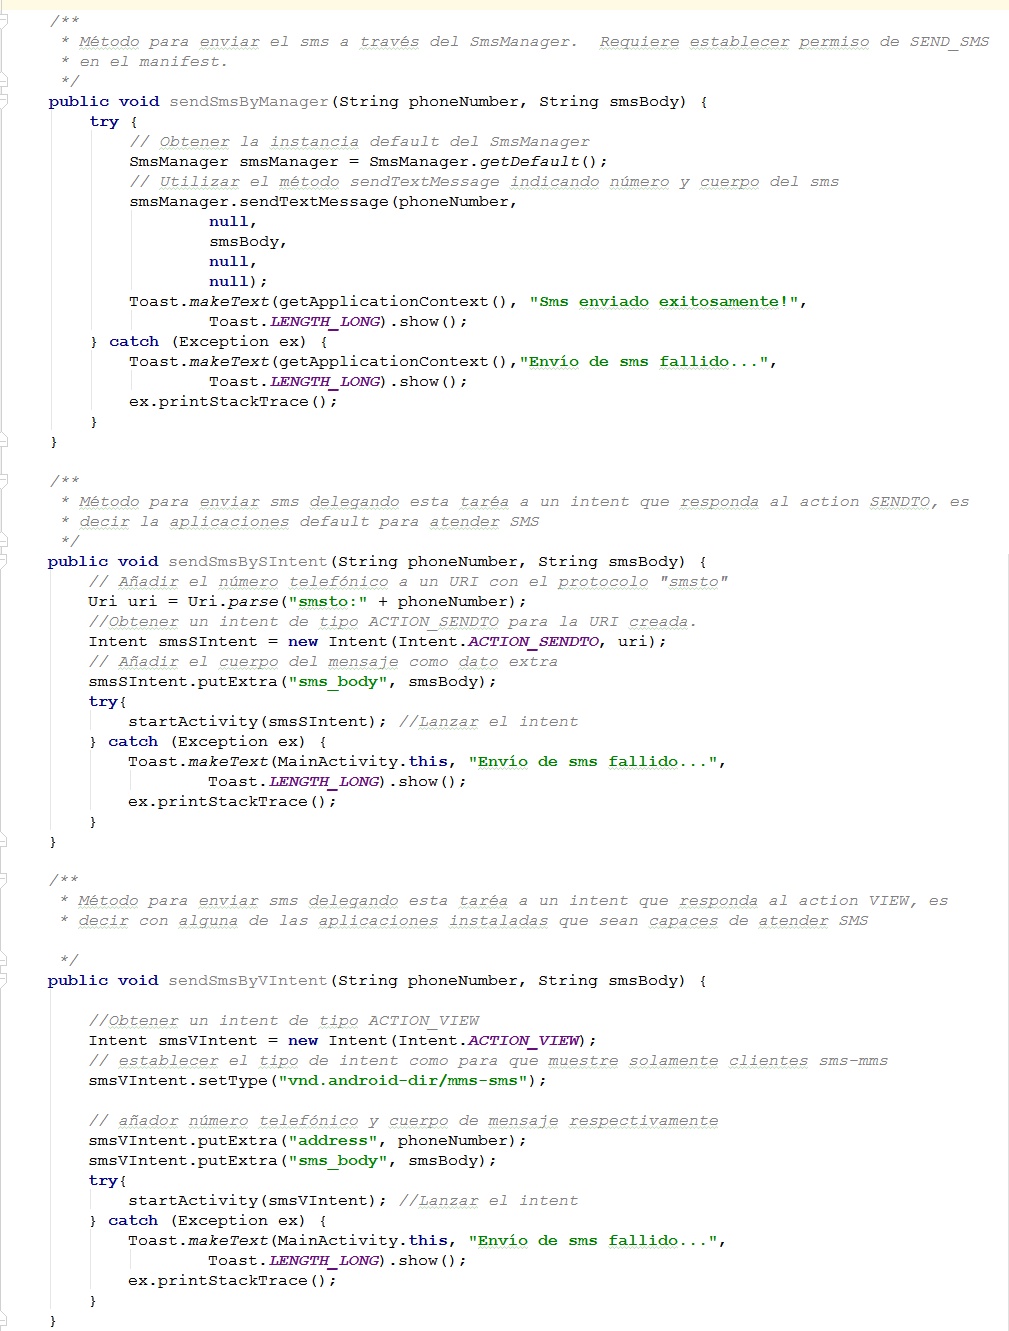 /**
 * Método para enviar el sms a través del SmsManager.  Requiere establecer permiso de SEND_SMS
 * en el manifest.
 */
public void sendSmsByManager(String phoneNumber, String smsBody) {
    try {
        // Obtener la instancia default del SmsManager
        SmsManager smsManager = SmsManager.getDefault();
        // Utilizar el método sendTextMessage indicando número y cuerpo del sms
        smsManager.sendTextMessage(phoneNumber,
                null,
                smsBody,
                null,
                null);
        Toast.makeText(getApplicationContext(), "Sms enviado exitosamente!",
                Toast.LENGTH_LONG).show();
    } catch (Exception ex) {
        Toast.makeText(getApplicationContext(),"Envío de sms fallido...",
                Toast.LENGTH_LONG).show();
        ex.printStackTrace();
    }
}

/**
 * Método para enviar sms delegando esta taréa a un intent que responda al action SENDTO, es
 * decir la aplicaciones default para atender SMS
 */
public void sendSmsBySIntent(String phoneNumber, String smsBody) {
    // Añadir el número telefónico a un URI con el protocolo "smsto"
    Uri uri = Uri.parse("smsto:" + phoneNumber);
    //Obtener un intent de tipo ACTION_SENDTO para la URI creada.
    Intent smsSIntent = new Intent(Intent.ACTION_SENDTO, uri);
    // Añadir el cuerpo del mensaje como dato extra
    smsSIntent.putExtra("sms_body", smsBody);
    try{
        startActivity(smsSIntent); //Lanzar el intent
    } catch (Exception ex) {
        Toast.makeText(MainActivity.this, "Envío de sms fallido...",
                Toast.LENGTH_LONG).show();
        ex.printStackTrace();
    }
}

/**
 * Método para enviar sms delegando esta taréa a un intent que responda al action VIEW, es
 * decir con alguna de las aplicaciones instaladas que sean capaces de atender SMS

 */
public void sendSmsByVIntent(String phoneNumber, String smsBody) {

    //Obtener un intent de tipo ACTION_VIEW
    Intent smsVIntent = new Intent(Intent.ACTION_VIEW);
    // establecer el tipo de intent como para que muestre solamente clientes sms-mms
    smsVIntent.setType("vnd.android-dir/mms-sms");

    // añador número telefónico y cuerpo de mensaje respectivamente
    smsVIntent.putExtra("address", phoneNumber);
    smsVIntent.putExtra("sms_body", smsBody);
    try{
        startActivity(smsVIntent); //Lanzar el intent
    } catch (Exception ex) {
        Toast.makeText(MainActivity.this, "Envío de sms fallido...",
                Toast.LENGTH_LONG).show();
        ex.printStackTrace();
    }
}